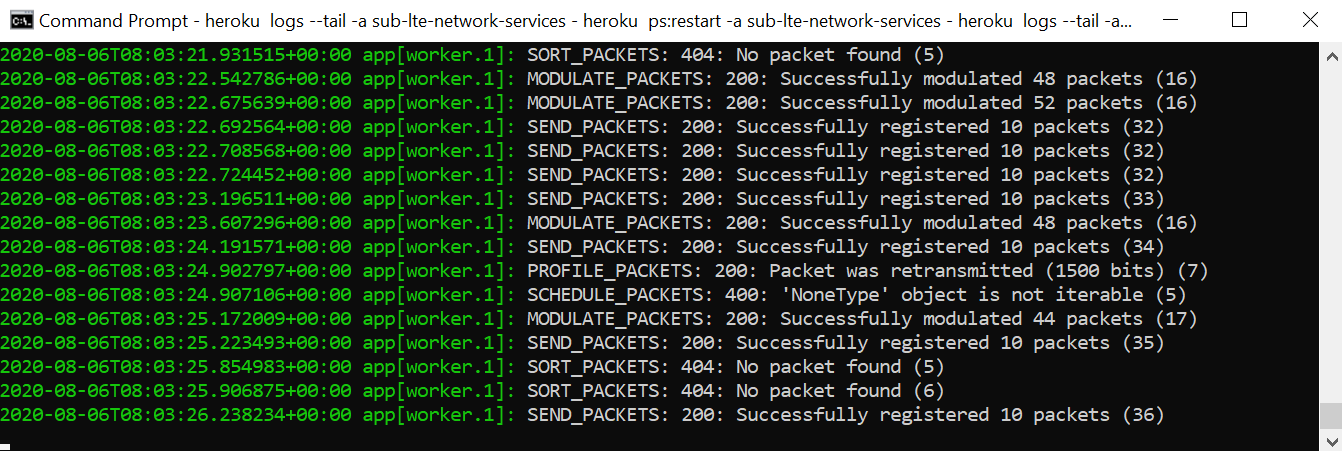 Command Prompt - heroku  logs --tail -a sub-lte-network-services - heroku  ps:restart -a sub-lte-network-services - heroku  logs --tail -a...
2020-08-06T08:03:21.931515+00:00 app[worker.1]: SORT_PACKETS: 404: No packet found (5)
2020-08-06T08:03:22.542786+00:00 app[worker.1]: MODULATE_PACKETS: 200: Successfully modulated 48 packets (16)
2020-08-06T08:03:22.675639+00:00 app[worker.1]: MODULATE_PACKETS: 200: Successfully modulated 52 packets (16)
2020-08-06T08:03:22.692564+00:00 app[worker.1]: SEND_PACKETS: 200: Successfully registered 10 packets (32)
2020-08-06T08:03:22.708568+00:00 app[worker.1]: SEND_PACKETS: 200: Successfully registered 10 packets (32)
2020-08-06T08:03:22.724452+00:00 app[worker.1]: SEND_PACKETS: 200: Successfully registered 10 packets (32)
2020-08-06T08:03:23.196511+00:00 app[worker.1]: SEND_PACKETS: 200: Successfully registered 10 packets (33)
2020-08-06T08:03:23.607296+00:00 app[worker.1]: MODULATE_PACKETS: 200: Successfully modulated 48 packets (16)
2020-08-06T08:03:24.191571+00:00 app[worker.1]: SEND_PACKETS: 200: Successfully registered 10 packets (34)
2020-08-06T08:03:24.902797+00:00 app[worker.1]: PROFILE_PACKETS: 200: Packet was retransmitted (1500 bits) (7)
2020-08-06T08:03:24.907106+00:00 app[worker.1]: SCHEDULE_PACKETS: 400: 'NoneType' object is not iterable (5)
2020-08-06T08:03:25.172009+00:00 app[worker.1]: MODULATE_PACKETS: 200: Successfully modulated 44 packets (17)
2020-08-06T08:03:25.223493+00:00 app[worker.1]: SEND_PACKETS: 200: Successfully registered 10 packets (35)
2020-08-06T08:03:25.854983+00:00 app[worker.1]: SORT_PACKETS: 404: No packet found (5)
2020-08-06T08:03:25.906875+00:00 app[worker.1]: SORT_PACKETS: 404: No packet found (6)
2020-08-06T08:03:26.238234+00:00 app[worker.1]: SEND_PACKETS: 200: Successfully registered 10 packets (36)